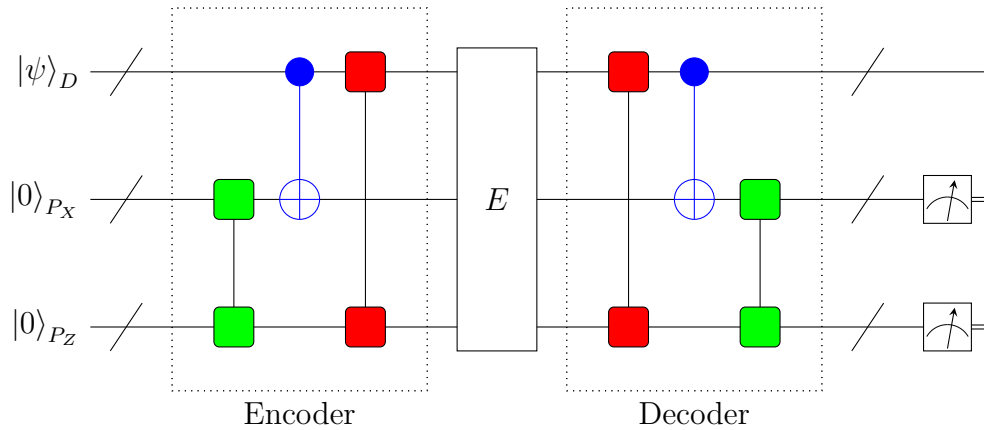 |ψ⟩_D
|0⟩_{P_X}
E
|0⟩_{P_Z}
Encoder
Decoder